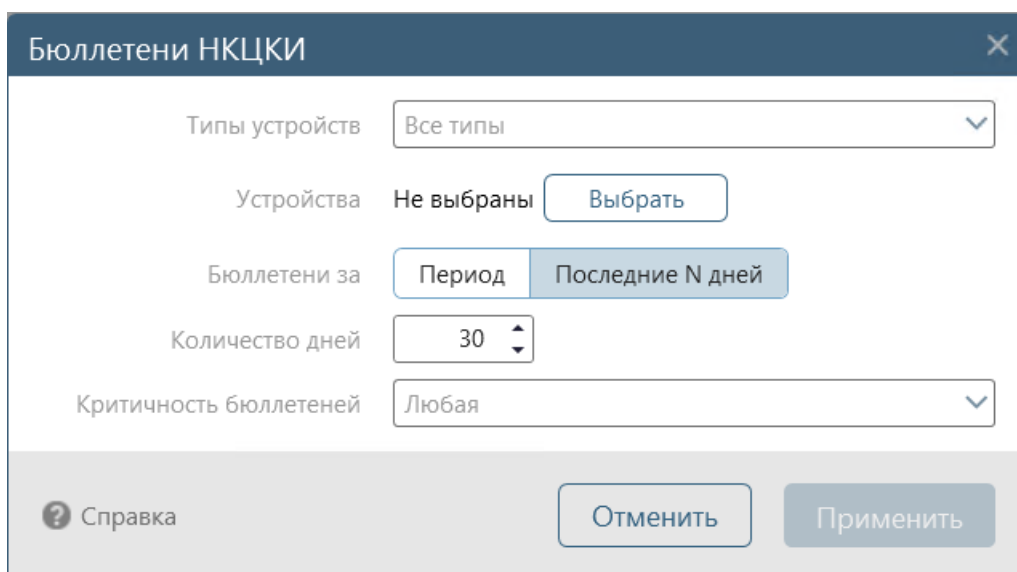 Бюллетени НКЦКИ
Типы устройств Все типы
Устройства Не выбраны Выбрать
Бюллетени за Период Последние N дней
Количество дней 30
Критичность бюллетеней Любая
? Справка Отменить Применить